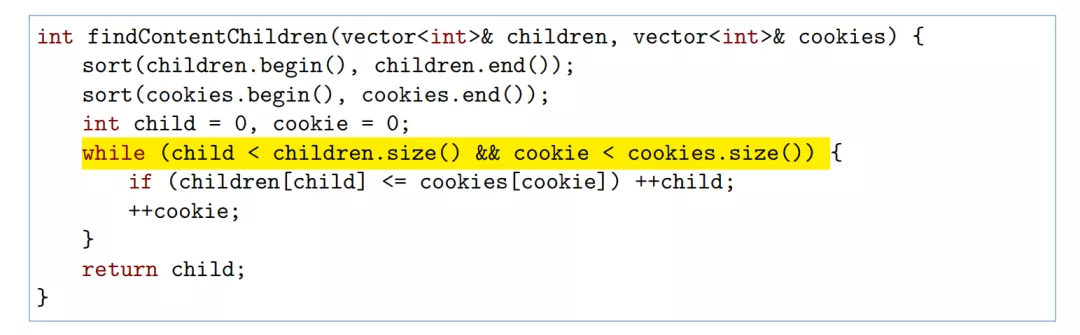 int findContentChildren(vector<int>& children, vector<int>& cookies) {
    sort(children.begin(), children.end());
    sort(cookies.begin(), cookies.end());
    int child = 0, cookie = 0;
    while (child < children.size() && cookie < cookies.size()) {
        if (children[child] <= cookies[cookie]) ++child;
        ++cookie;
    }
    return child;
}